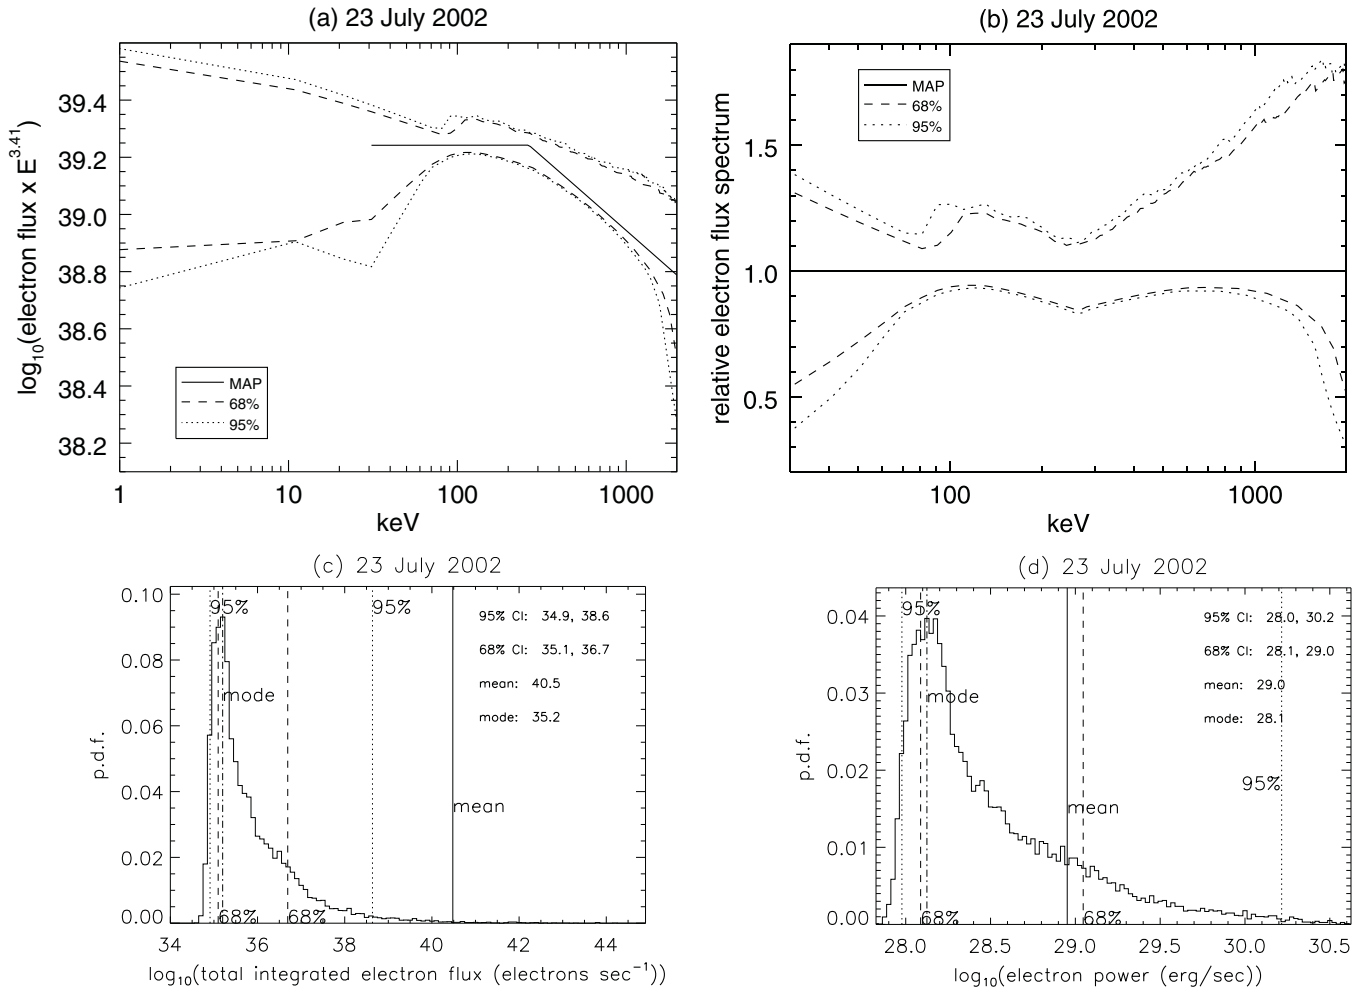 (a) 23 July 2002
log10(electron flux x E^3.41)
39.4
39.2
39.0
38.8
38.6
38.4
38.2
MAP
68%
95%
1
10
100
1000
keV
(b) 23 July 2002
relative electron flux spectrum
1.5
1.0
0.5
MAP
68%
95%
100
1000
keV
(c) 23 July 2002
p.d.f.
0.10
0.08
0.06
0.04
0.02
0.00
95%
95%
mode
mean
68%
68%
95% CI: 34.9, 38.6
68% CI: 35.1, 36.7
mean: 40.5
mode: 35.2
34
36
38
40
42
44
log10(total integrated electron flux (electrons sec^-1))
(d) 23 July 2002
p.d.f.
0.04
0.03
0.02
0.01
0.00
95%
mode
mean
95%
68%
68%
95% CI: 28.0, 30.2
68% CI: 28.1, 29.0
mean: 29.0
mode: 28.1
28.0
28.5
29.0
29.5
30.0
30.5
log10(electron power (erg/sec))